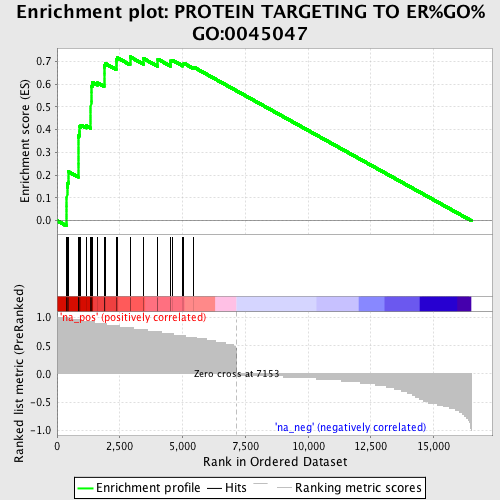 Enrichment plot: PROTEIN TARGETING TO ER%GO%
GO:0045047
Enrichment score (ES)
0.7
0.6
0.5
0.4
0.3
0.2
0.1
0.0
Ranked list metric (PreRanked)
1.0
0.5
0.0
-0.5
-1.0
'na_pos' (positively correlated)
Zero cross at 7153
'na_neg' (negatively correlated)
0
2,500
5,000
7,500
10,000
12,500
15,000
Rank in Ordered Dataset
Enrichment profile
Hits
Ranking metric scores